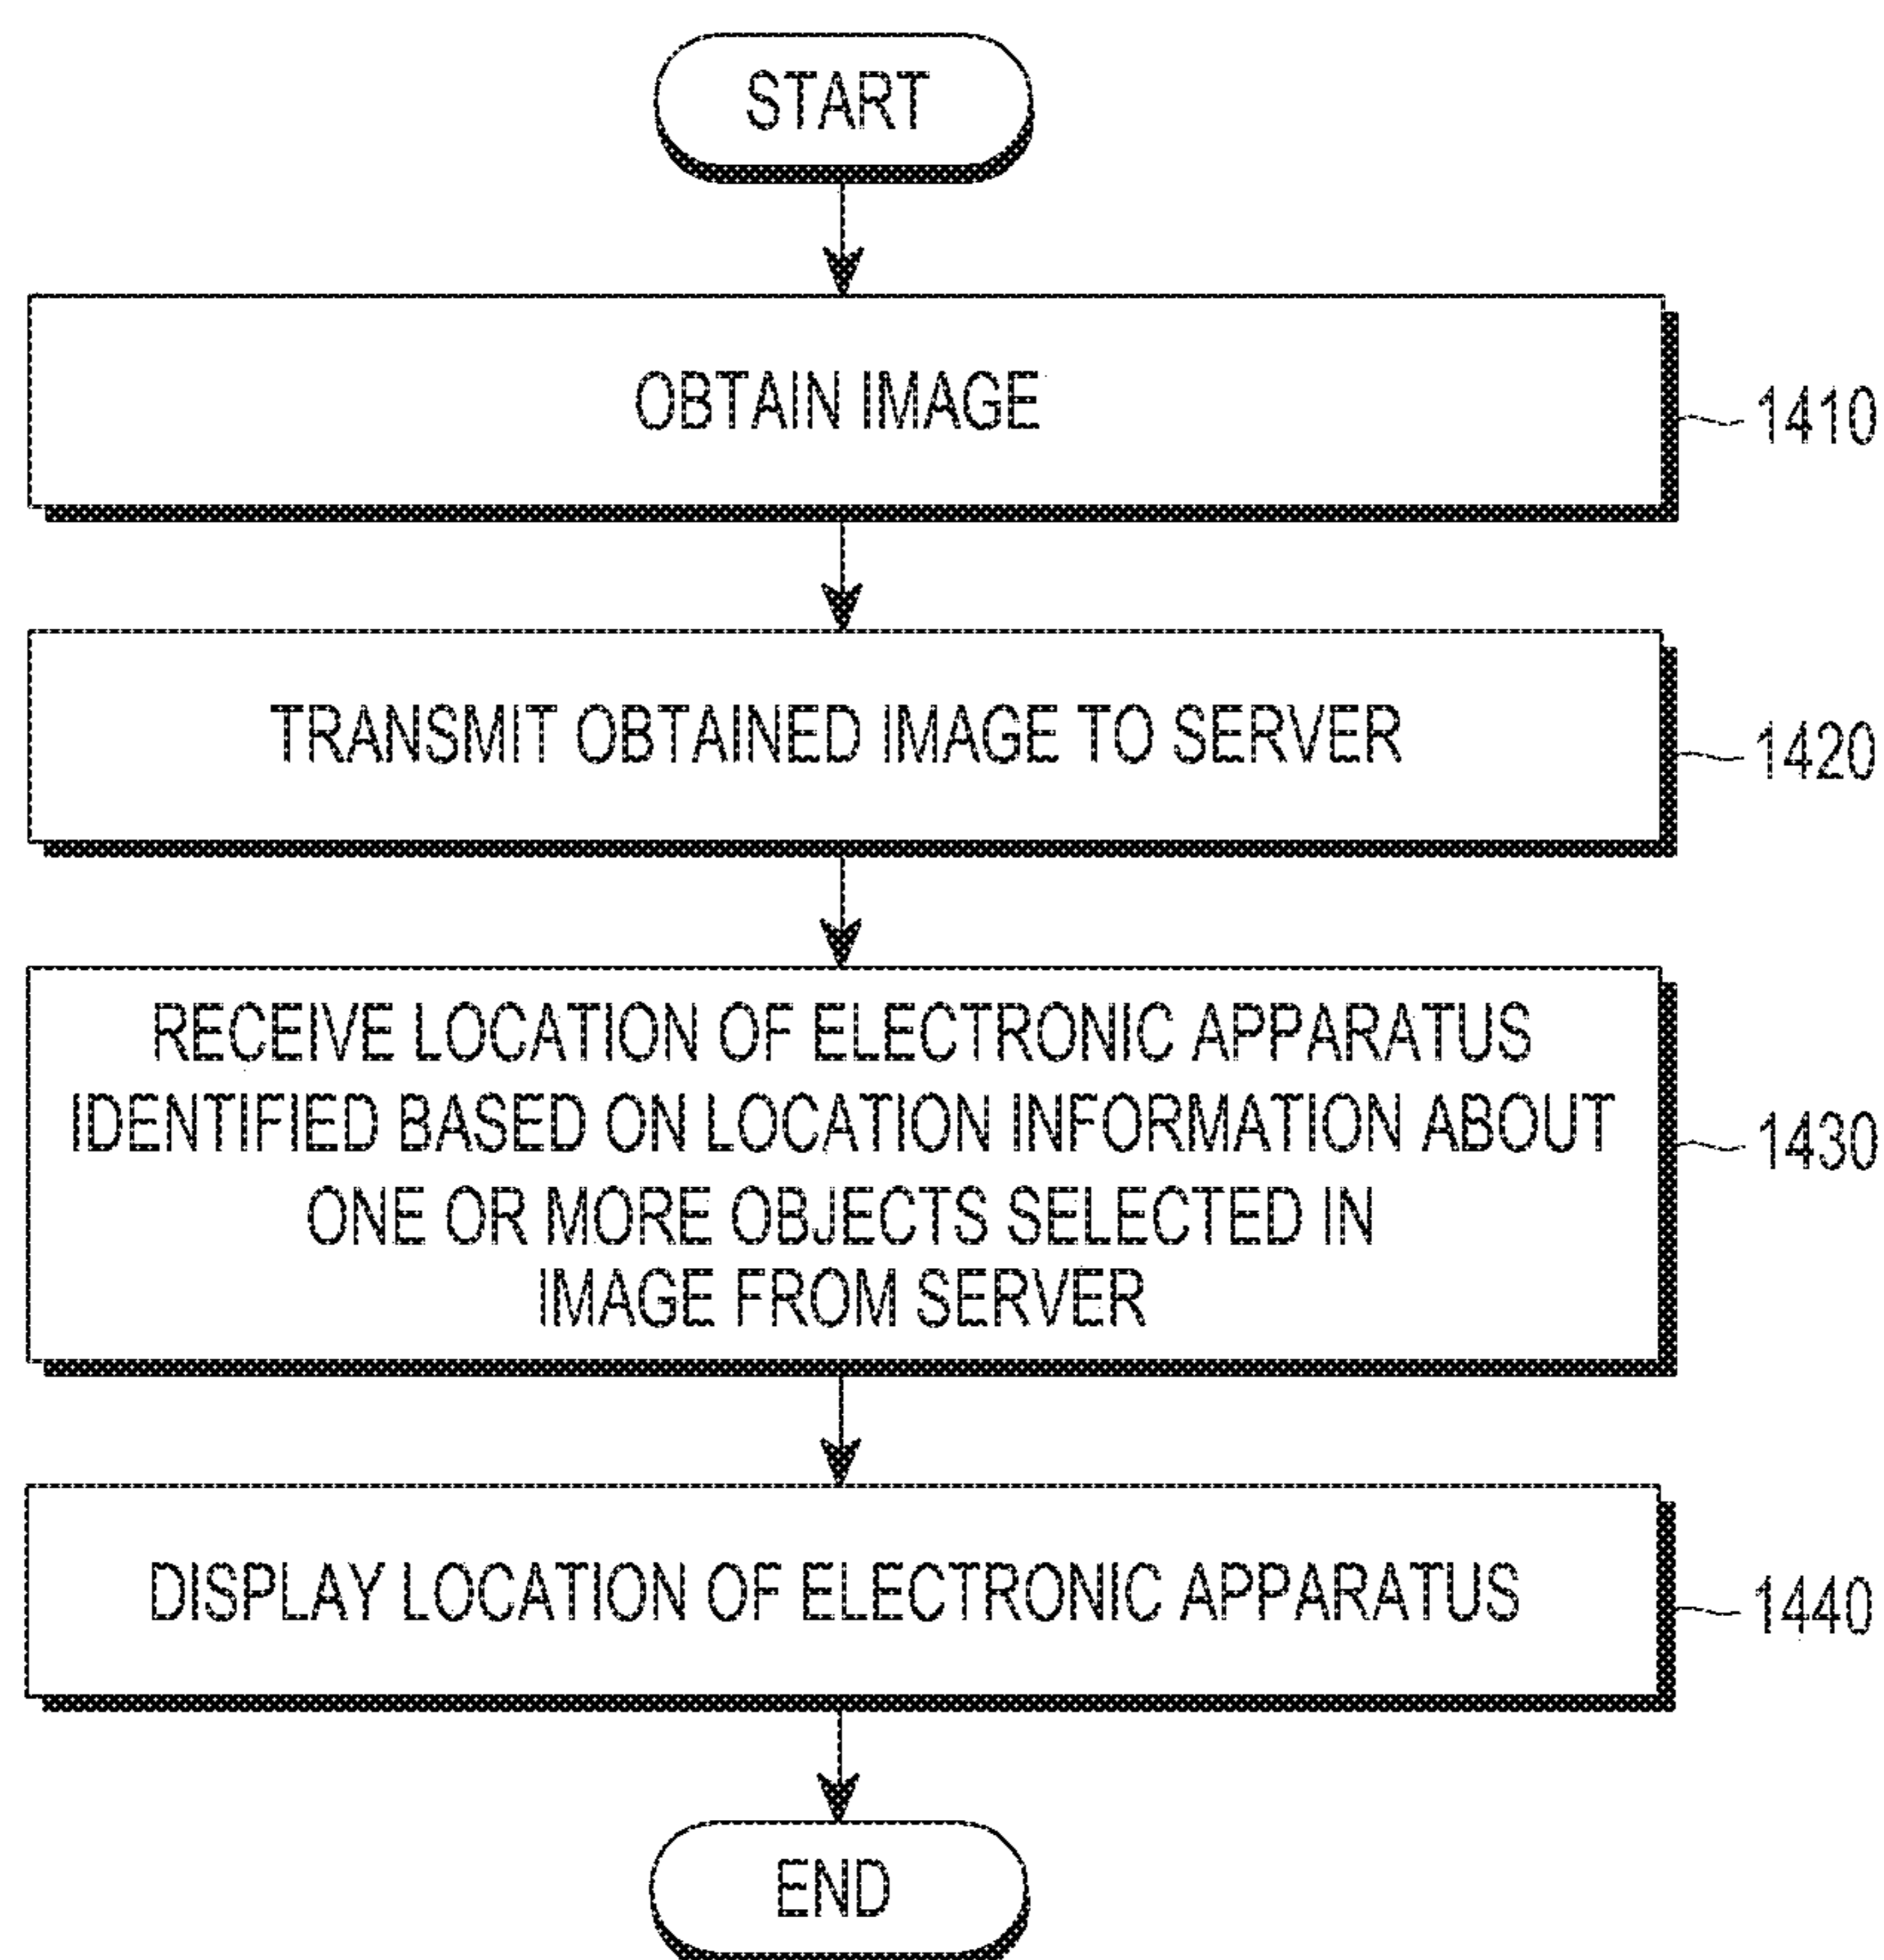 START
OBTAIN IMAGE
1410
TRANSMIT OBTAINED IMAGE TO SERVER
1420
RECEIVE LOCATION OF ELECTRONIC APPARATUS
IDENTIFIED BASED ON LOCATION INFORMATION ABOUT
ONE OR MORE OBJECTS SELECTED IN
IMAGE FROM SERVER
1430
DISPLAY LOCATION OF ELECTRONIC APPARATUS
1440
END